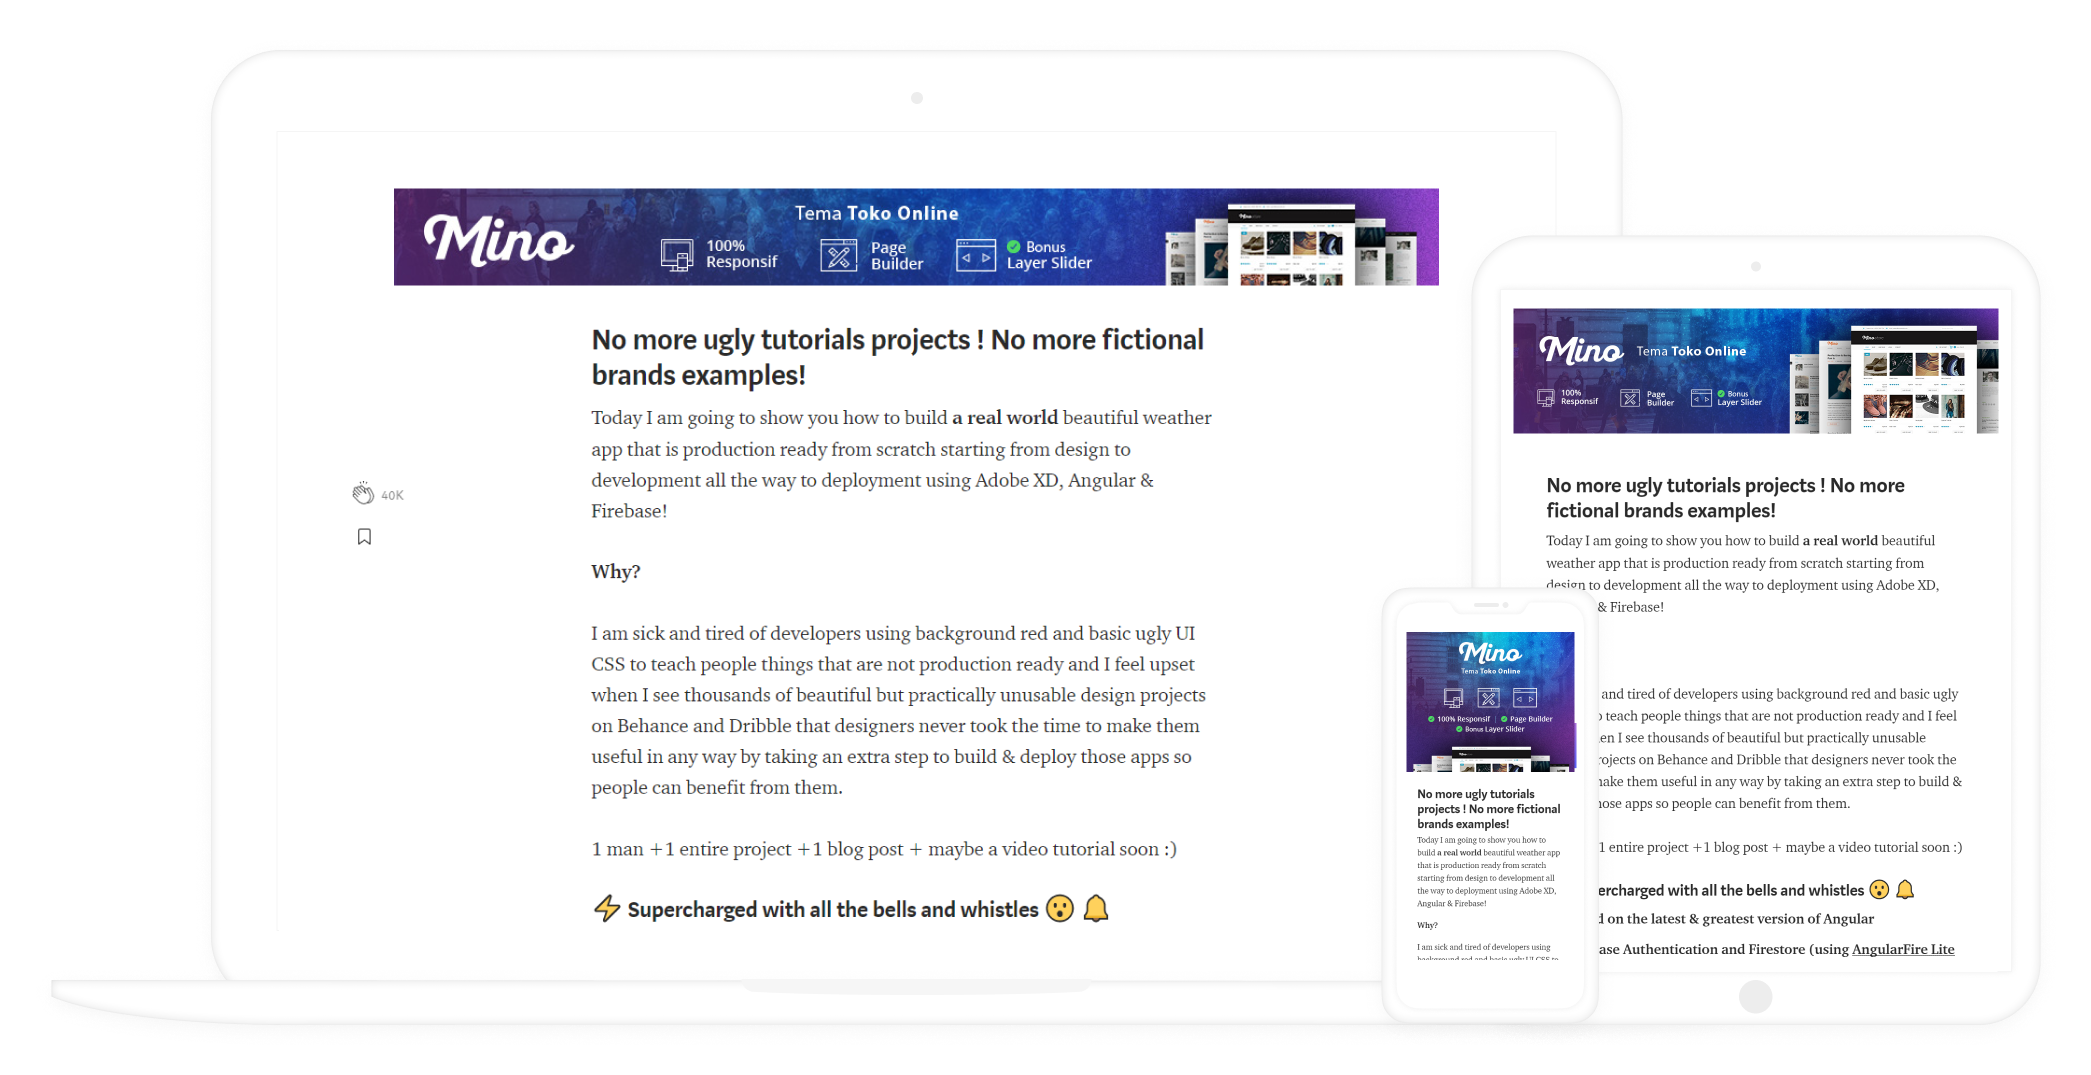 Mino
Tema Toko Online
100%
Responsif
Page
Builder
Bonus
Layer Slider
No more ugly tutorials projects ! No more fictional
brands examples!
Today I am going to show you how to build a real world beautiful weather
app that is production ready from scratch starting from design to
development all the way to deployment using Adobe XD, Angular &
Firebase!
40K
Why?
I am sick and tired of developers using background red and basic ugly UI
CSS to teach people things that are not production ready and I feel upset
when I see thousands of beautiful but practically unusable design projects
on Behance and Dribble that designers never took the time to make them
useful in any way by taking an extra step to build & deploy those apps so
people can benefit from them.
1 man +1 entire project +1 blog post + maybe a video tutorial soon :)
⚡ Supercharged with all the bells and whistles 😮 🔔
Mino
Tema Toko Online
100%
Responsif
Page
Builder
Bonus
Layer Slider
No more ugly tutorials projects ! No more
fictional brands examples!
Today I am going to show you how to build a real world beautiful
weather app that is production ready from scratch starting from
design to development all the way to deployment using Adobe XD,
& Firebase!
and tired of developers using background red and basic ugly
teach people things that are not production ready and I feel
en I see thousands of beautiful but practically unusable
rojects on Behance and Dribble that designers never took the
ake them useful in any way by taking an extra step to build &
ose apps so people can benefit from them.
1 entire project +1 blog post + maybe a video tutorial soon :)
ercharged with all the bells and whistles 😮 🔔
d on the latest & greatest version of Angular
ase Authentication and Firestore (using AngularFire Lite
Mino
Tema Toko Online
100% Responsif | Page Builder
Bonus Layer Slider
No more ugly tutorials
projects ! No more fictional
brands examples!
Today I am going to show you how to
build a real world beautiful weather app
that is production ready from scratch
starting from design to development all
the way to deployment using Adobe XD,
Angular & Firebase!
Why?
I am sick and tired of developers using
background red and basic ugly UI CSS to